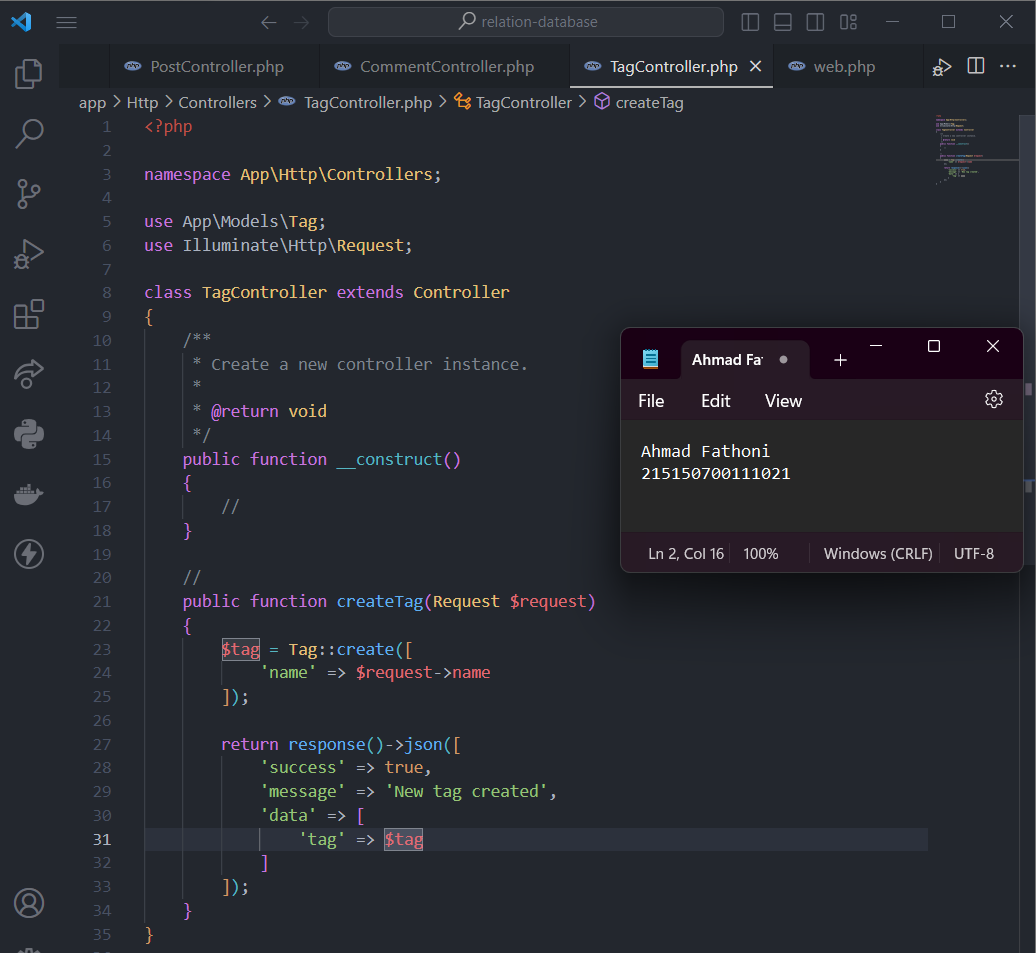 relation-database
PostController.php
CommentController.php
TagController.php
web.php
app > Http > Controllers > TagController.php > TagController > createTag
1 <?php
2
3 namespace App\Http\Controllers;
4
5 use App\Models\Tag;
6 use Illuminate\Http\Request;
7
8 class TagController extends Controller
9 {
10 /**
11 * Create a new controller instance.
12 *
13 * @return void
14 */
15 public function __construct()
16 {
17 //
18 }
19
20 //
21 public function createTag(Request $request)
22 {
23 $tag = Tag::create([
24 'name' => $request->name
25 ]);
26
27 return response()->json([
28 'success' => true,
29 'message' => 'New tag created',
30 'data' => [
31 'tag' => $tag
32 ]
33 ]);
34 }
35 }
Ahmad Fat
File Edit View
Ahmad Fathoni
215150700111021
Ln 2, Col 16 100% Windows (CRLF) UTF-8